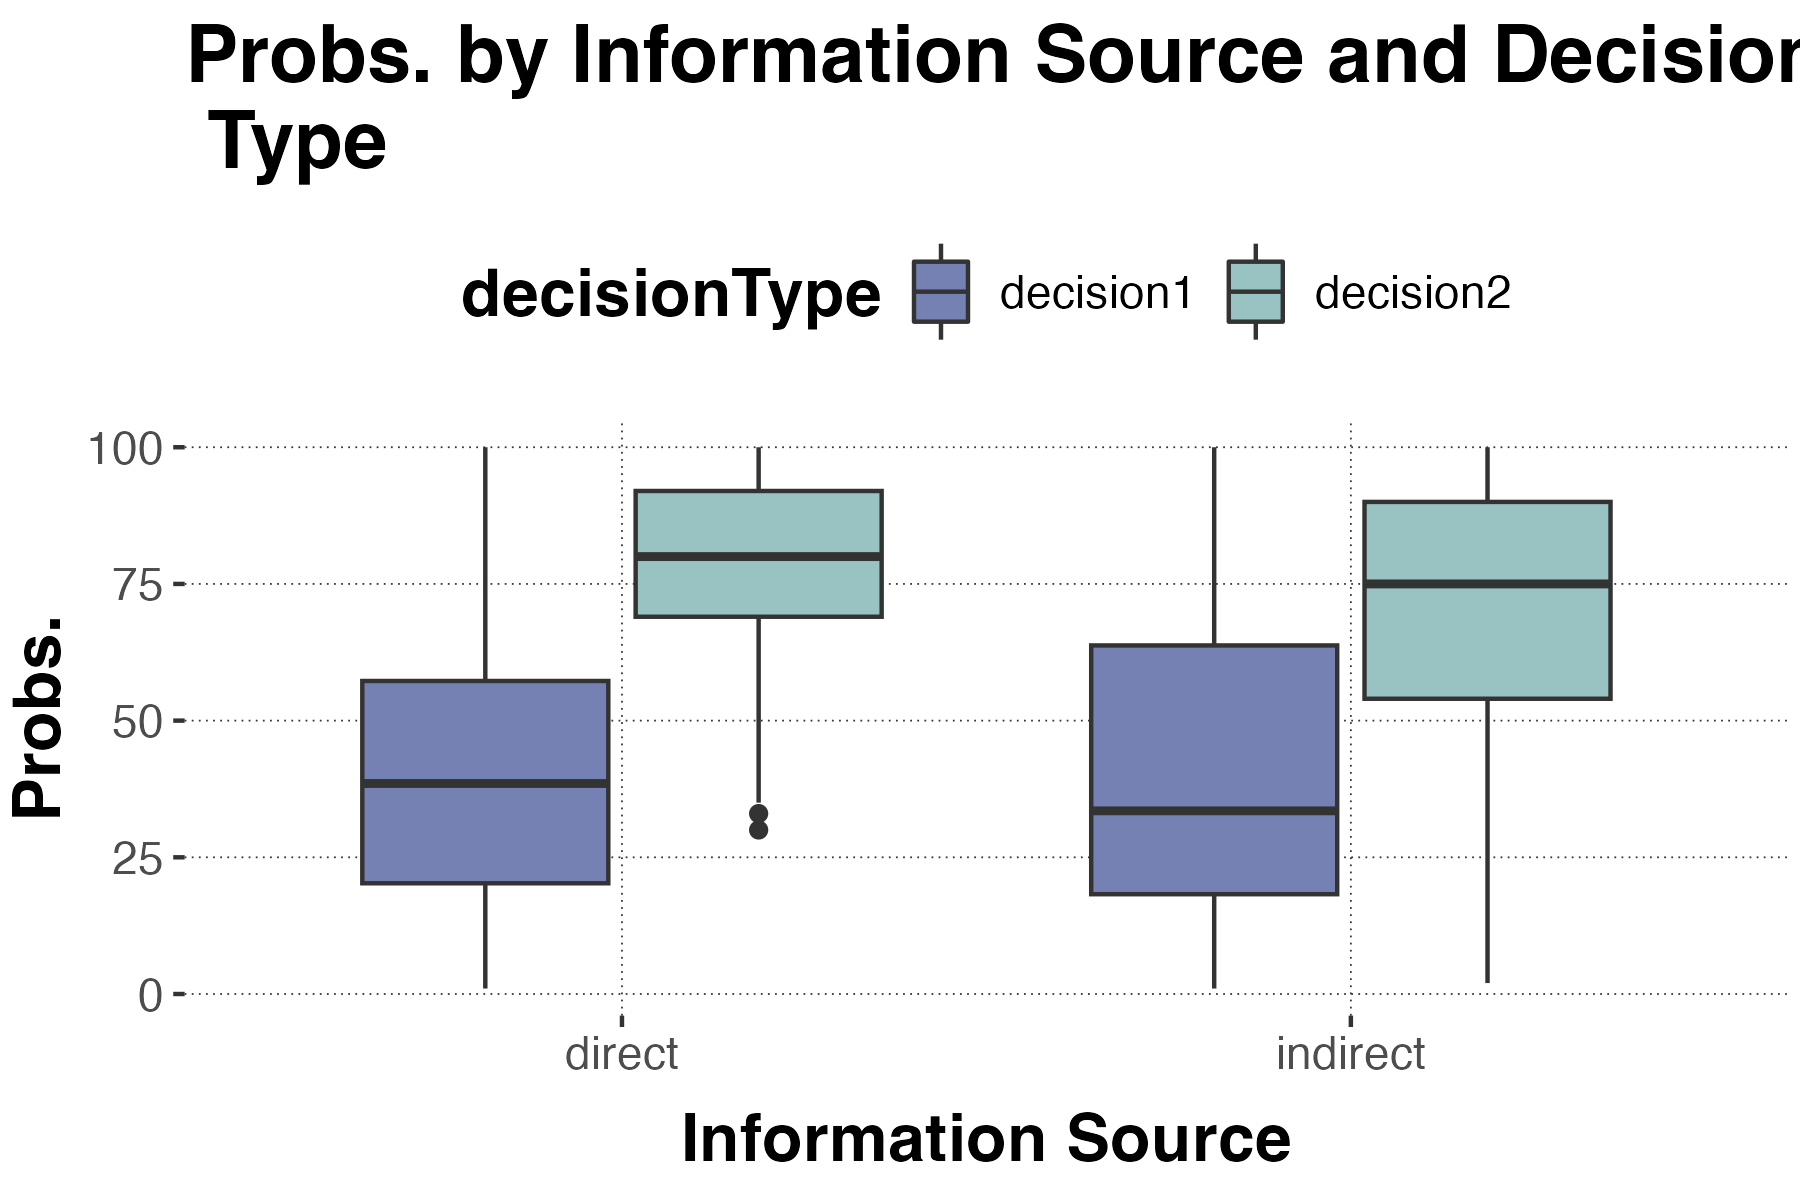 Probs. by Information Source and Decision
Type
decisionType decision1 decision2
100
75
50
25
0
Probs.
direct indirect
Information Source